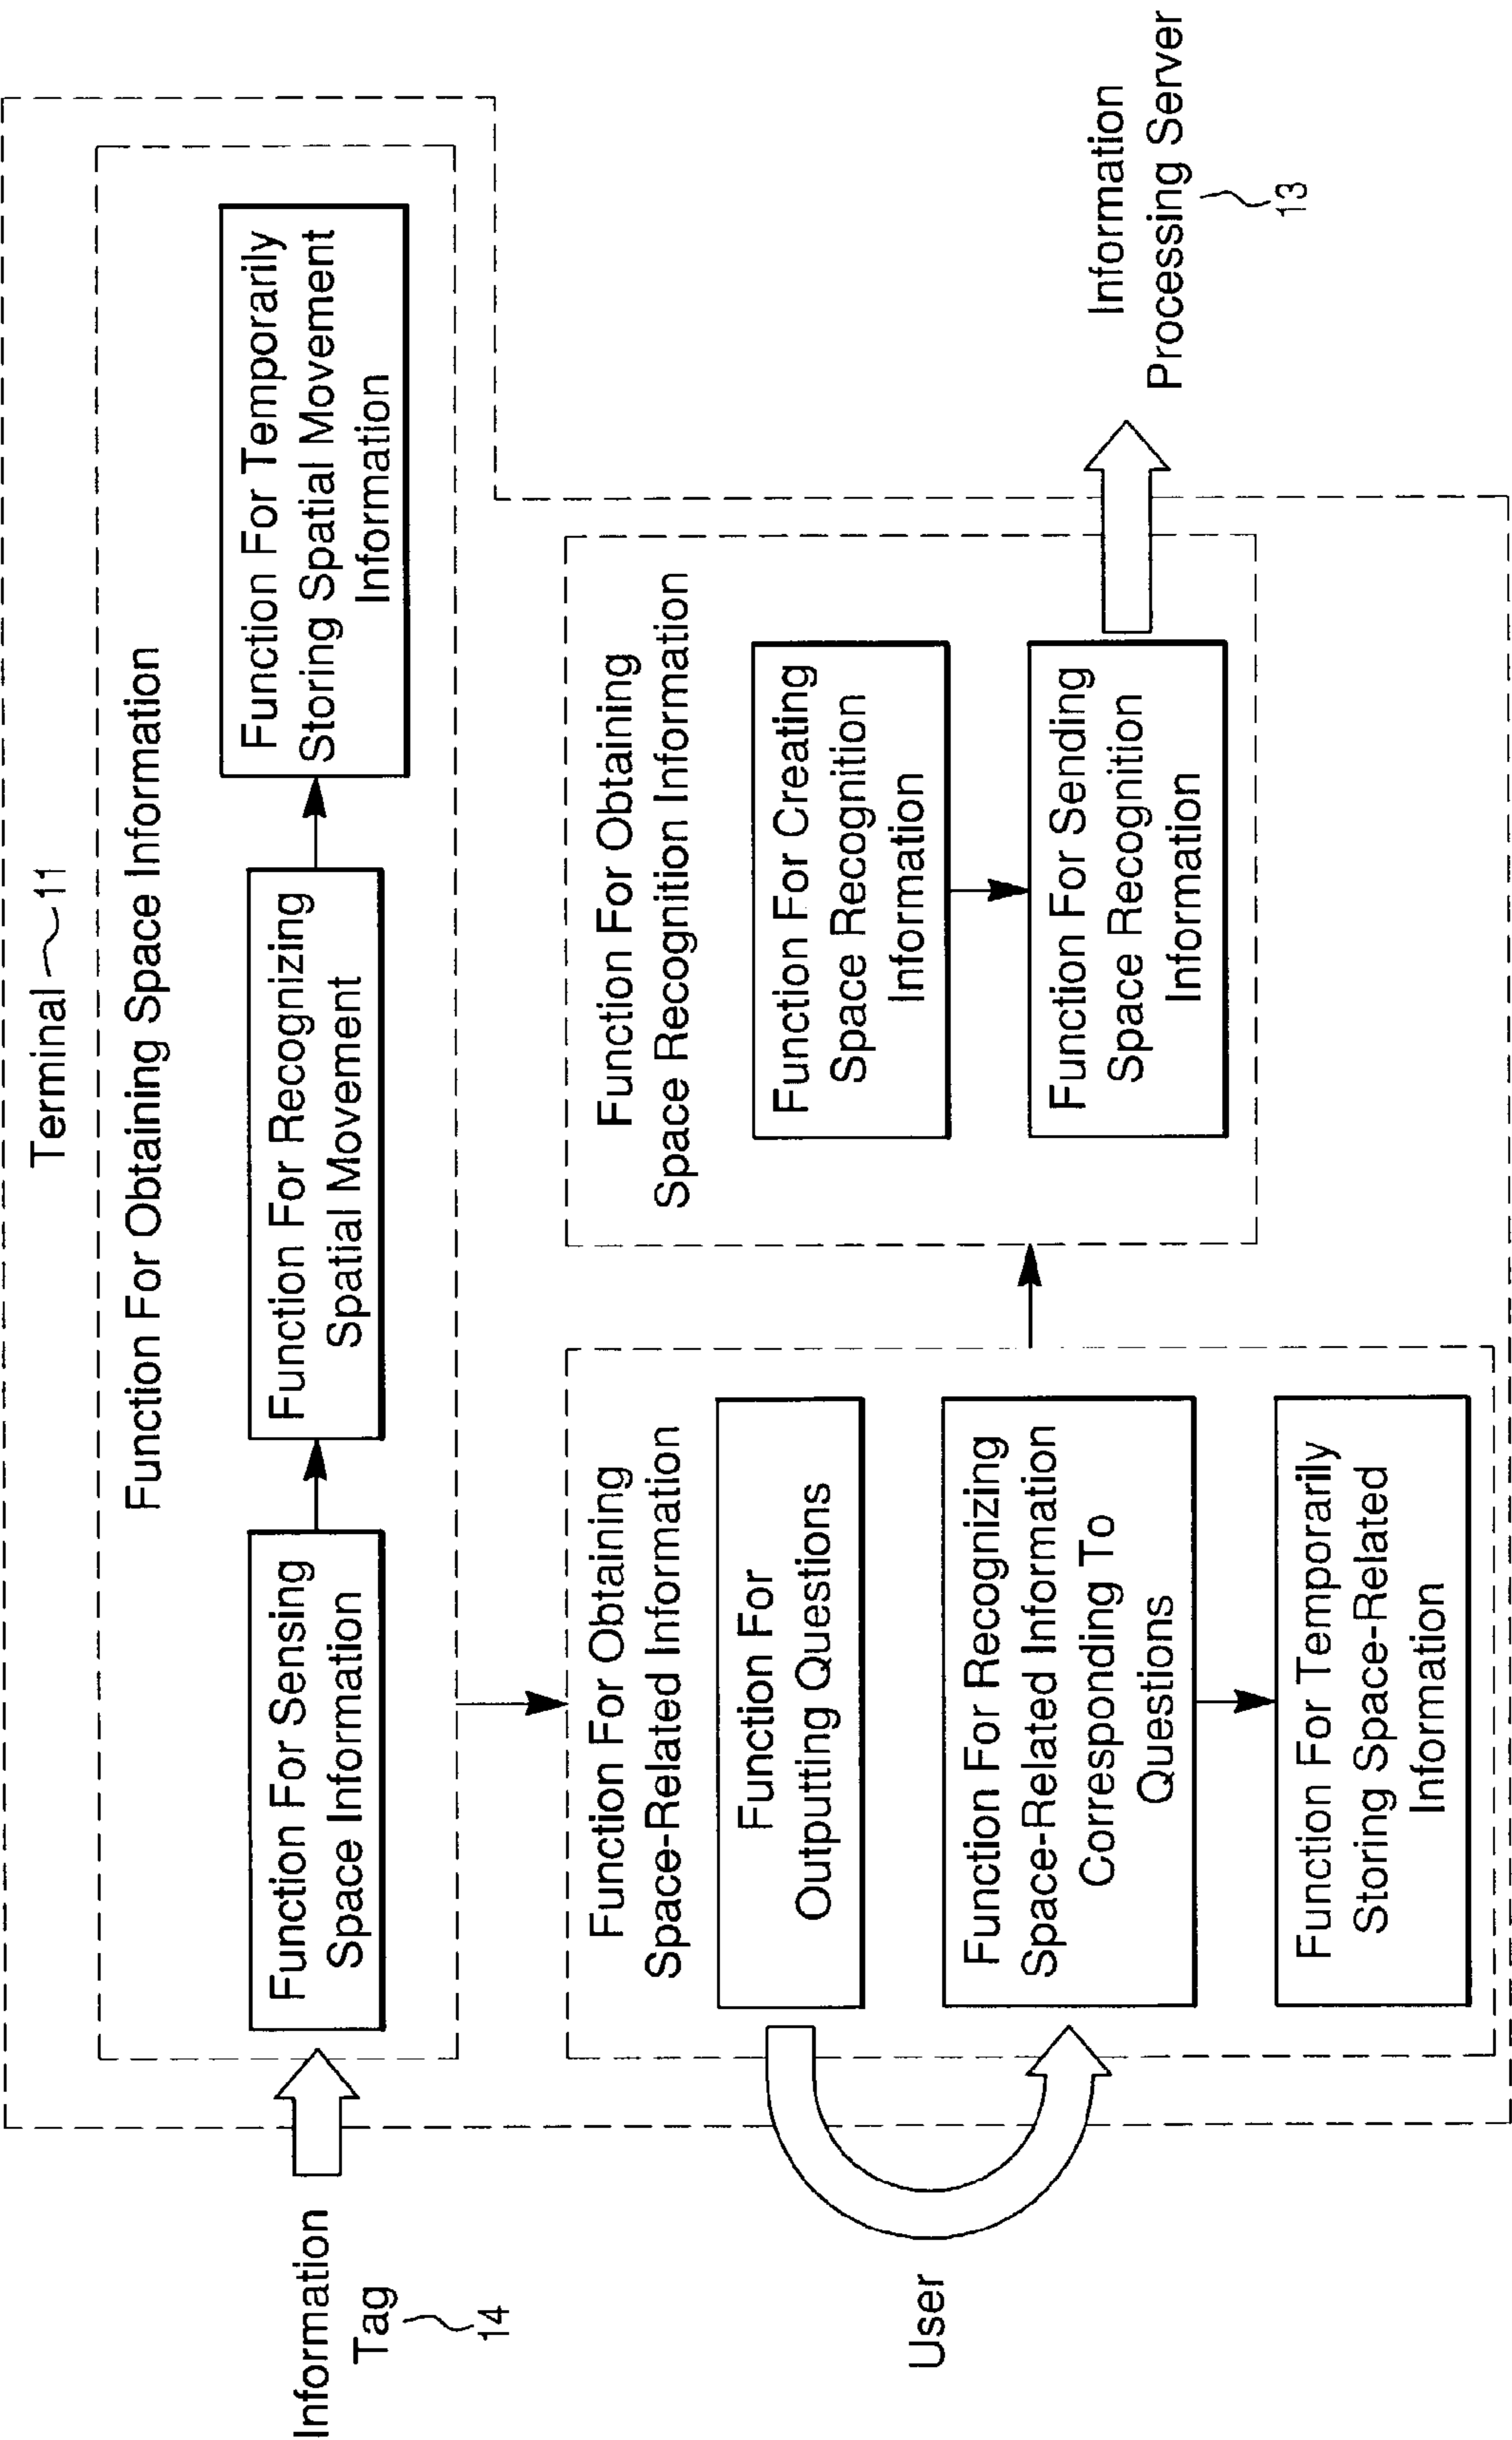 Terminal 11
Function For Obtaining Space Information
Information
Tag
14
Function For Sensing
Space Information
Function For Recognizing
Spatial Movement
Function For Temporarily
Storing Spatial Movement
Information
Function For Obtaining
Space-Related Information
Function For
Outputting Questions
User
Function For Recognizing
Space-Related Information
Corresponding To
Questions
Function For Temporarily
Storing Space-Related
Information
Function For Obtaining
Space Recognition Information
Function For Creating
Space Recognition
Information
Function For Sending
Space Recognition
Information
Information
Processing Server
13